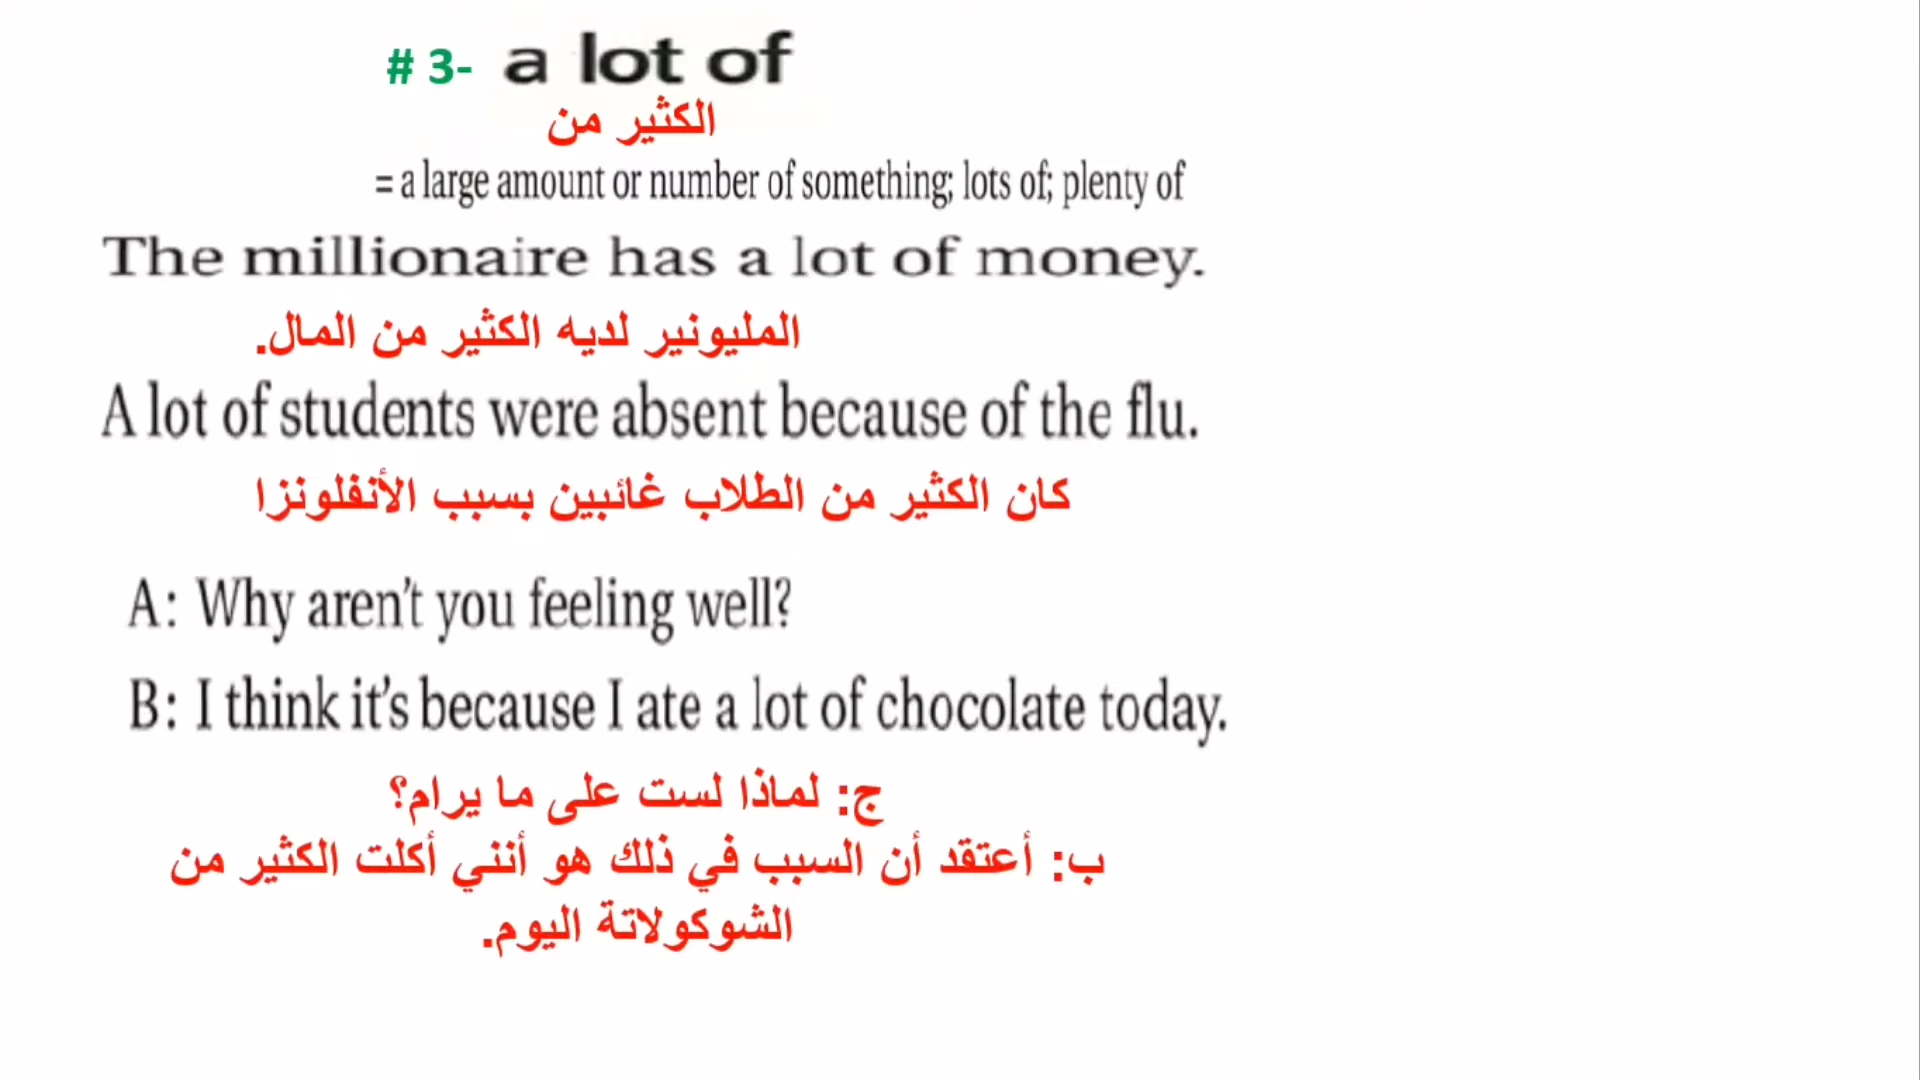 # 3- a lot of
الكثير من
= a large amount or number of something; lots of; plenty of
The millionaire has a lot of money.
المليونير لديه الكثير من المال.
A lot of students were absent because of the flu.
كان الكثير من الطلاب غائبين بسبب الأنفلونزا
A: Why aren't you feeling well?
B: I think it's because I ate a lot of chocolate today.
ج: لماذا لست على ما يرام؟
ب: أعتقد أن السبب في ذلك هو أنني أكلت الكثير من
الشوكولاتة اليوم.